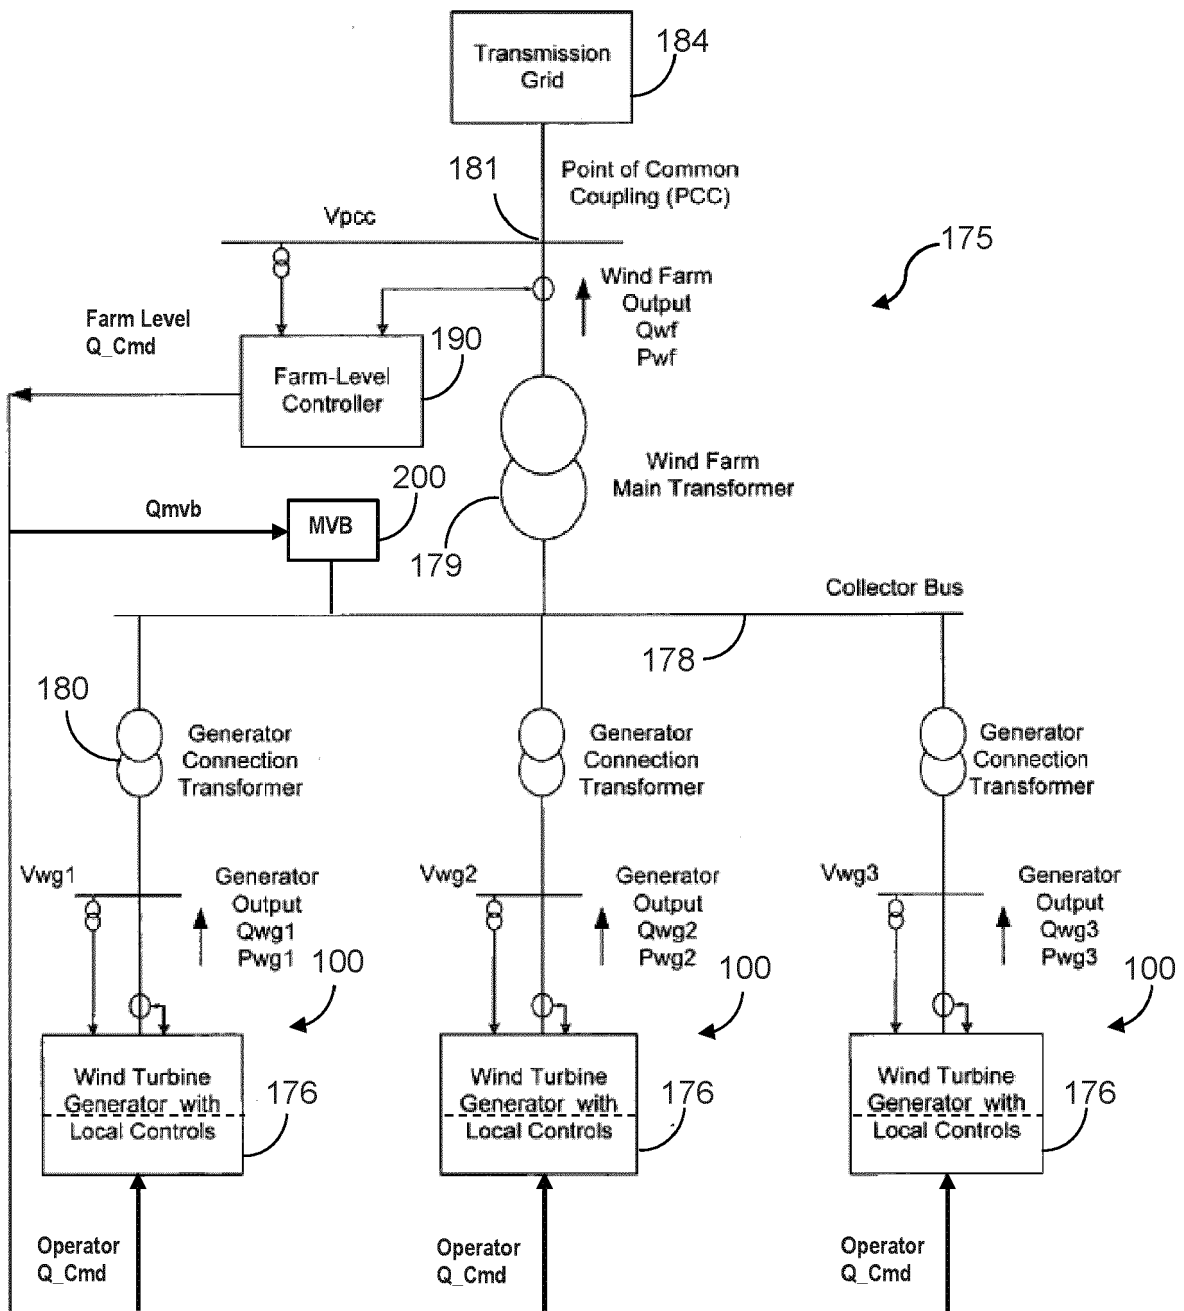 Transmission
Grid
184
181
Point of Common
Coupling (PCC)
Vpcc
175
Wind Farm
Output
Qwf
Pwf
Farm Level
Q_Cmd
190
Farm-Level
Controller
Wind Farm
Main Transformer
200
Qmvb
MVB
179
Collector Bus
178
180
Generator
Connection
Transformer
Generator
Connection
Transformer
Generator
Connection
Transformer
Vwg1
Generator
Output
Qwg1
Pwg1
100
Vwg2
Generator
Output
Qwg2
Pwg2
100
Vwg3
Generator
Output
Qwg3
Pwg3
100
Wind Turbine
Generator with
Local Controls
176
Wind Turbine
Generator with
Local Controls
176
Wind Turbine
Generator with
Local Controls
176
Operator
Q_Cmd
Operator
Q_Cmd
Operator
Q_Cmd